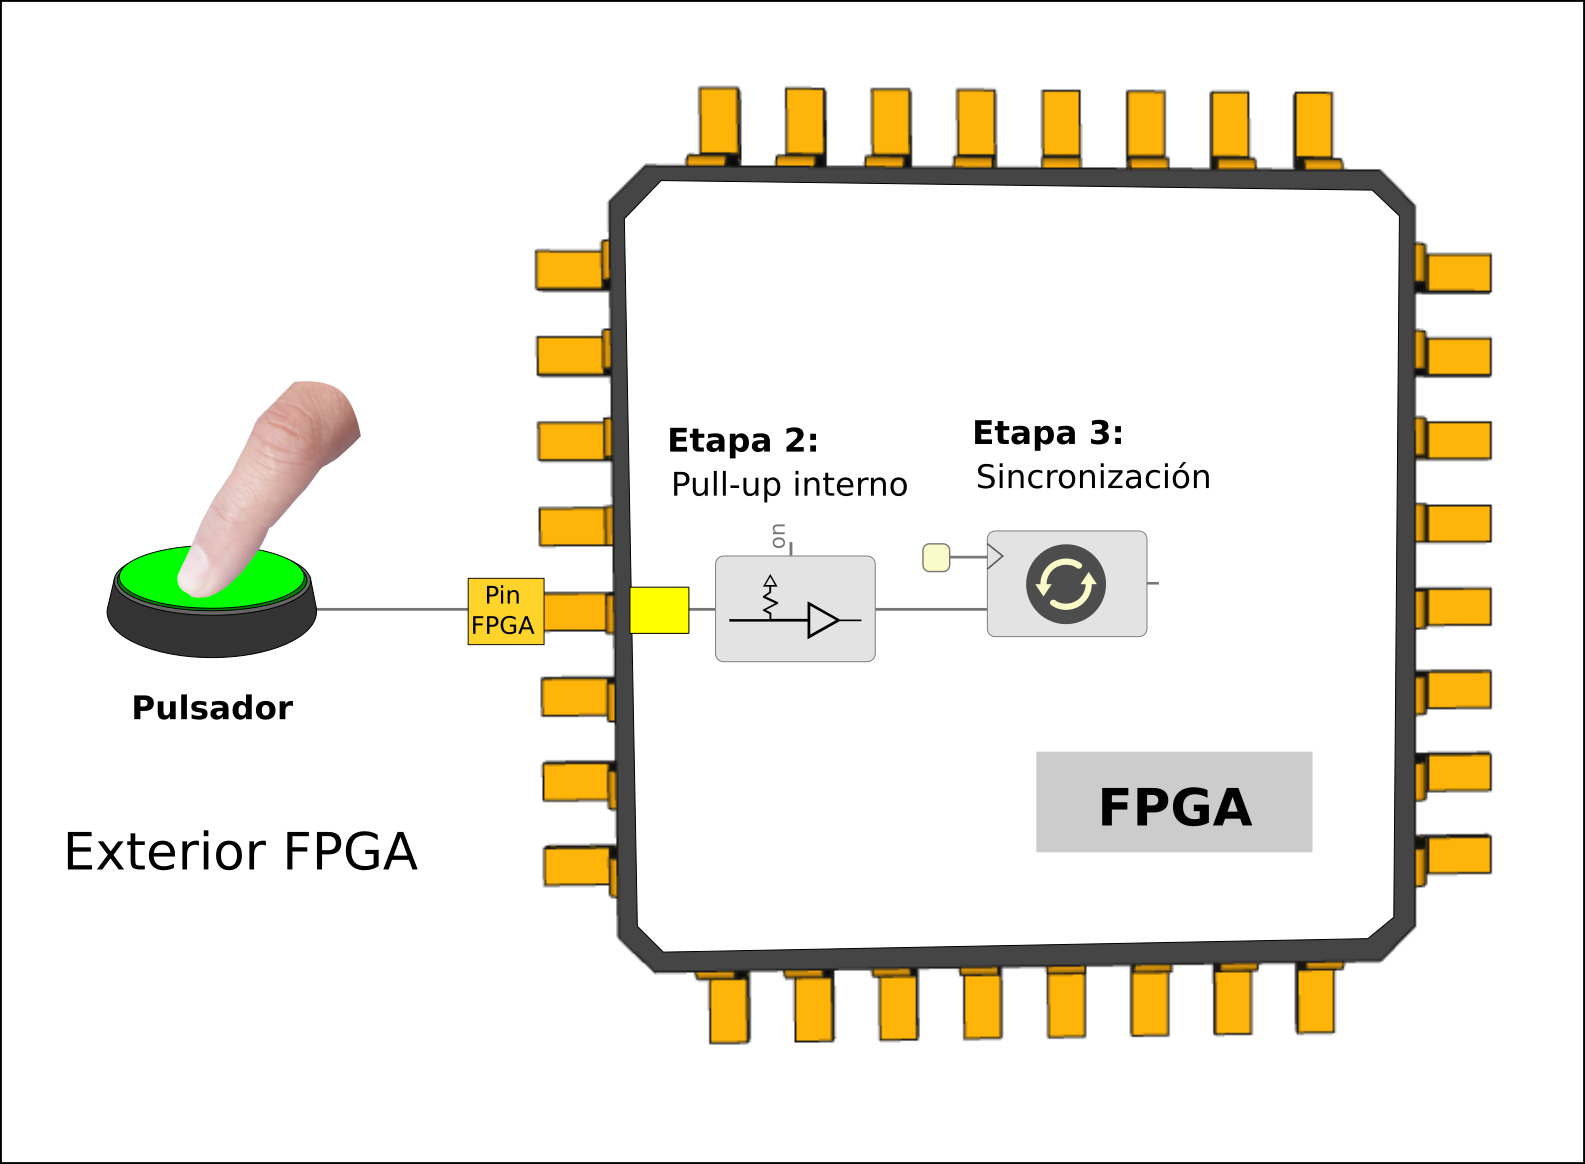 Etapa 2:
Pull-up interno
Etapa 3:
Sincronización
on
Pin
FPGA
Pulsador
Exterior FPGA
FPGA